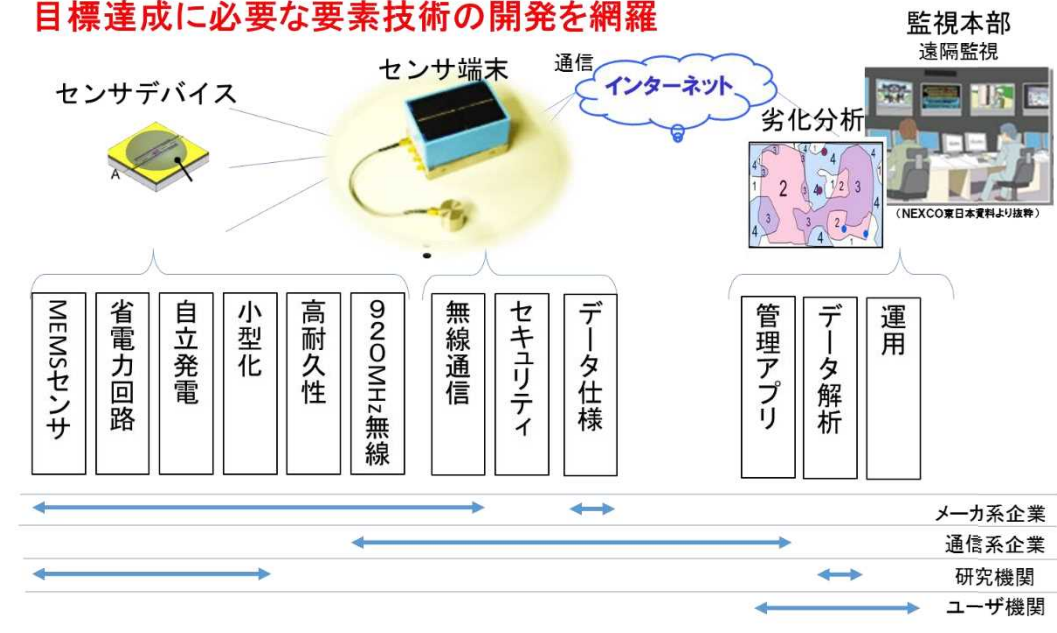 目標達成に必要な要素技術の開発を網羅
監視本部
遠隔監視
センサ端末
通信
インターネット
センサデバイス
劣化分析
A
(NEXCO東日本資料より抜粋)
MEMSセンサ
省電力回路
自立発電
小型化
高耐久性
920MHz無線
無線通信
セキュリティ
データ仕様
管理アプリ
データ解析
運用
メーカ系企業
通信系企業
研究機関
ユーザ機関